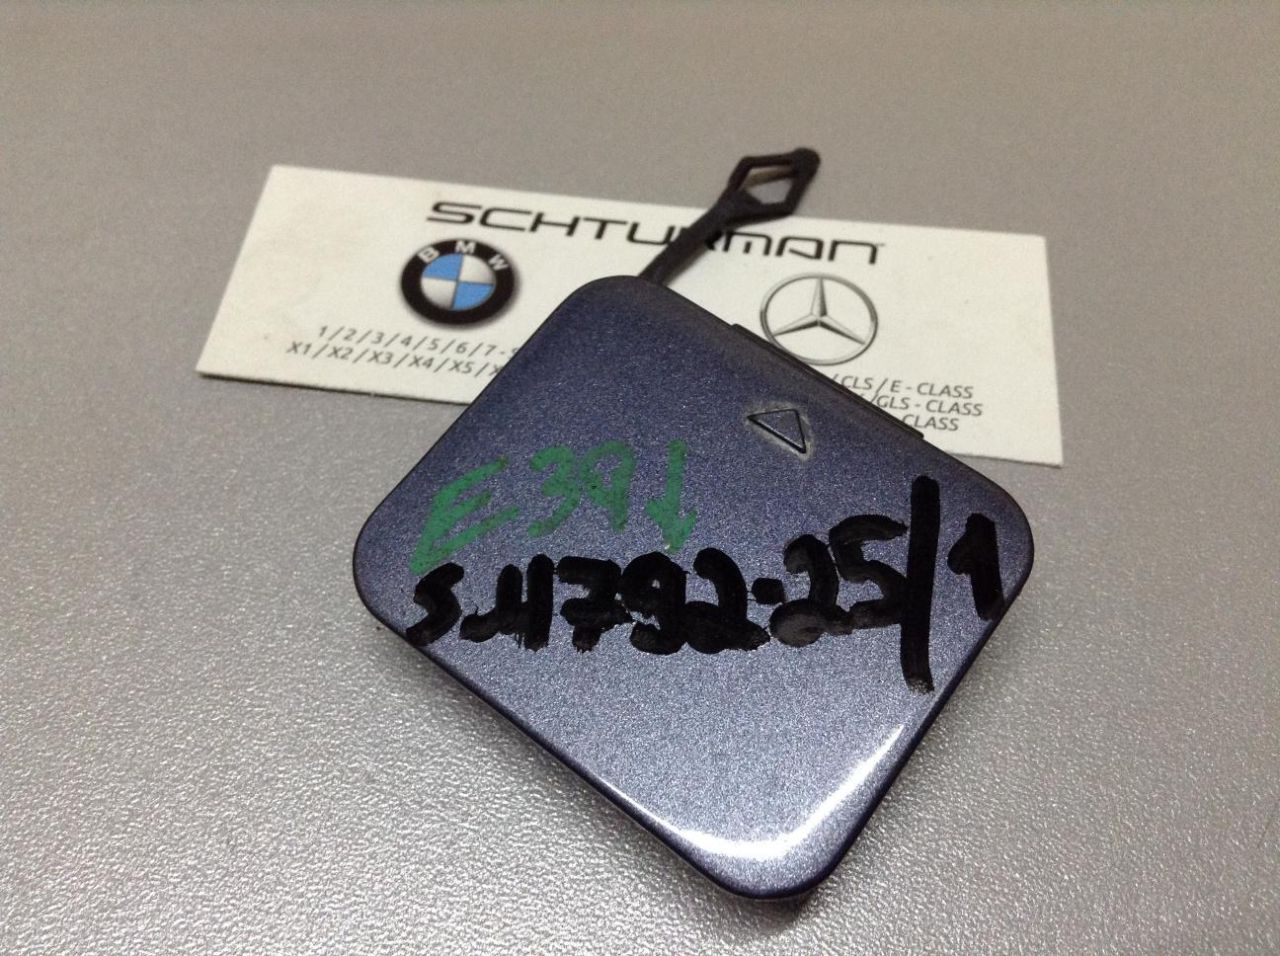 SCHTURMAN
BMW
1/2/3/4/5/6/7-
X1/X2/X3/X4/X5/X
/CLS/E - CLASS
/GLS - CLASS
- CLASS
E39↓
S-11792-25/1